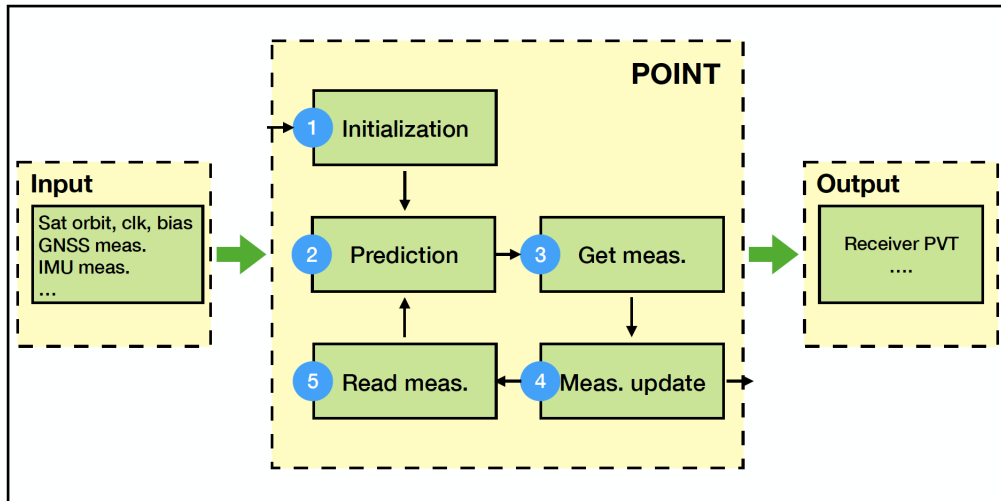 POINT
1 Initialization
Input
Sat orbit, clk, bias
GNSS meas.
IMU meas.
...
2 Prediction
3 Get meas.
5 Read meas.
4 Meas. update
Output
Receiver PVT
....